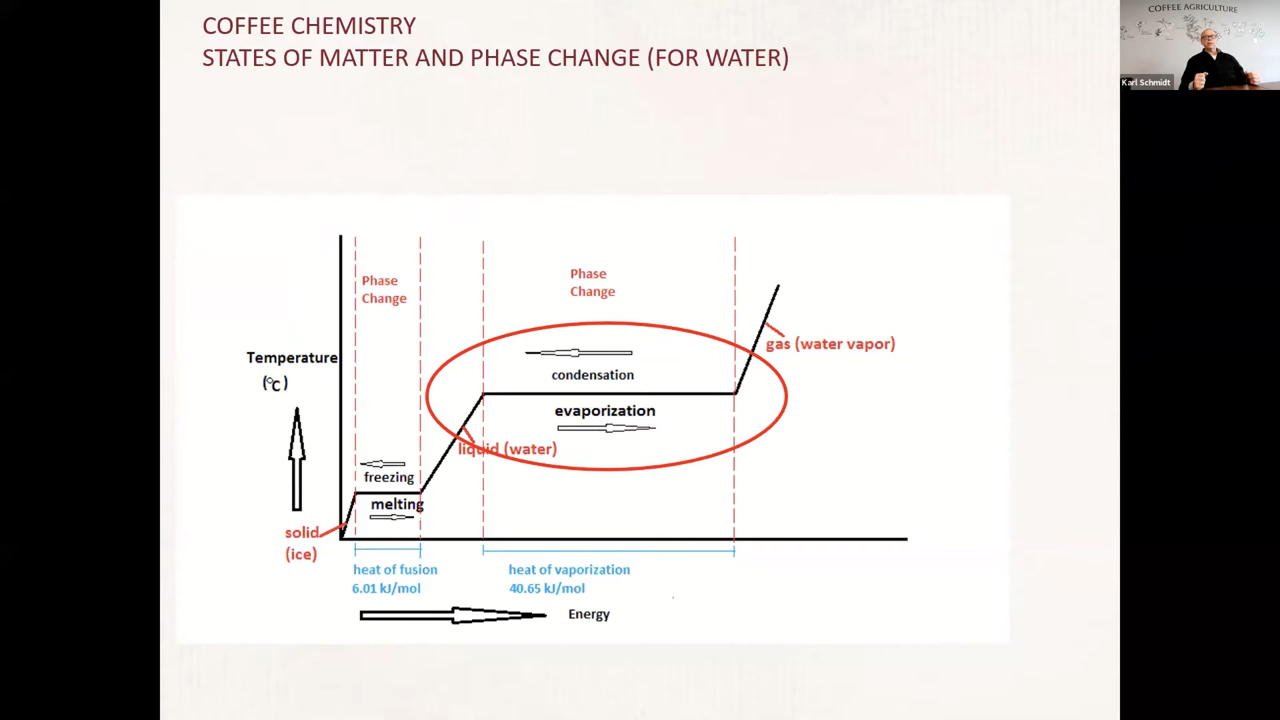 COFFEE CHEMISTRY
STATES OF MATTER AND PHASE CHANGE (FOR WATER)
COFFEE AGRICULTURE
Karl Schmidt
Phase
Change
Phase
Change
Temperature
(°C)
gas (water vapor)
condensation
evaporization
liquid (water)
freezing
melting
solid
(ice)
heat of fusion
6.01 kJ/mol
heat of vaporization
40.65 kJ/mol
Energy